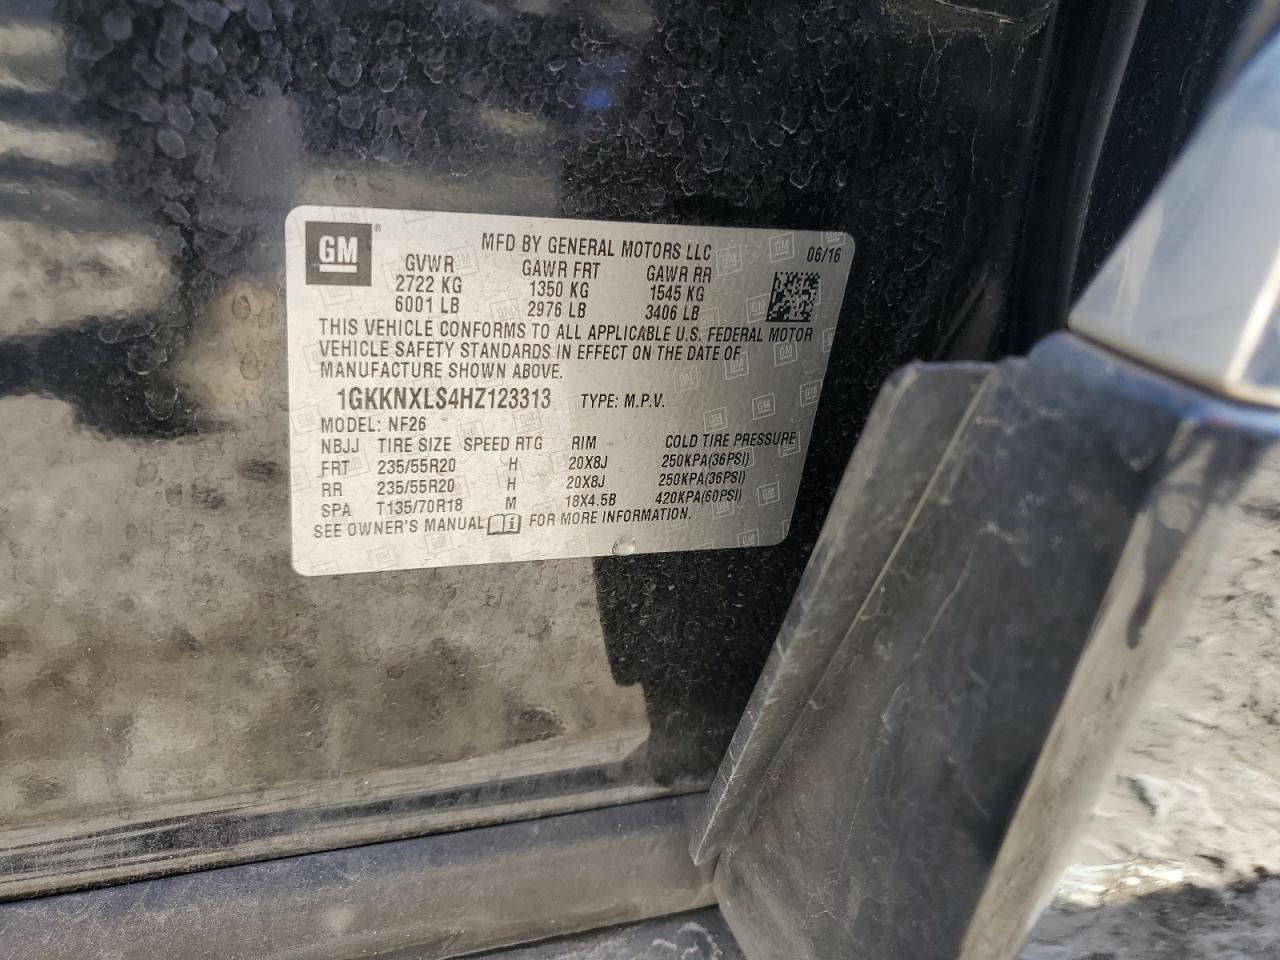 GM ®
MFD BY GENERAL MOTORS LLC 06/16
GVWR GAWR FRT GAWR RR
2722 KG 1350 KG 1545 KG
6001 LB 2976 LB 3406 LB
THIS VEHICLE CONFORMS TO ALL APPLICABLE U.S. FEDERAL MOTOR
VEHICLE SAFETY STANDARDS IN EFFECT ON THE DATE OF
MANUFACTURE SHOWN ABOVE.
1GKKNXLS4HZ123313 TYPE: M.P.V.
MODEL: NF26
NBJJ TIRE SIZE SPEED RTG RIM COLD TIRE PRESSURE
FRT 235/55R20 H 20X8J 250KPA(36PSI)
RR 235/55R20 H 20X8J 250KPA(36PSI)
SPA T135/70R18 M 18X4.5B 420KPA(60PSI)
SEE OWNER'S MANUAL FOR MORE INFORMATION.